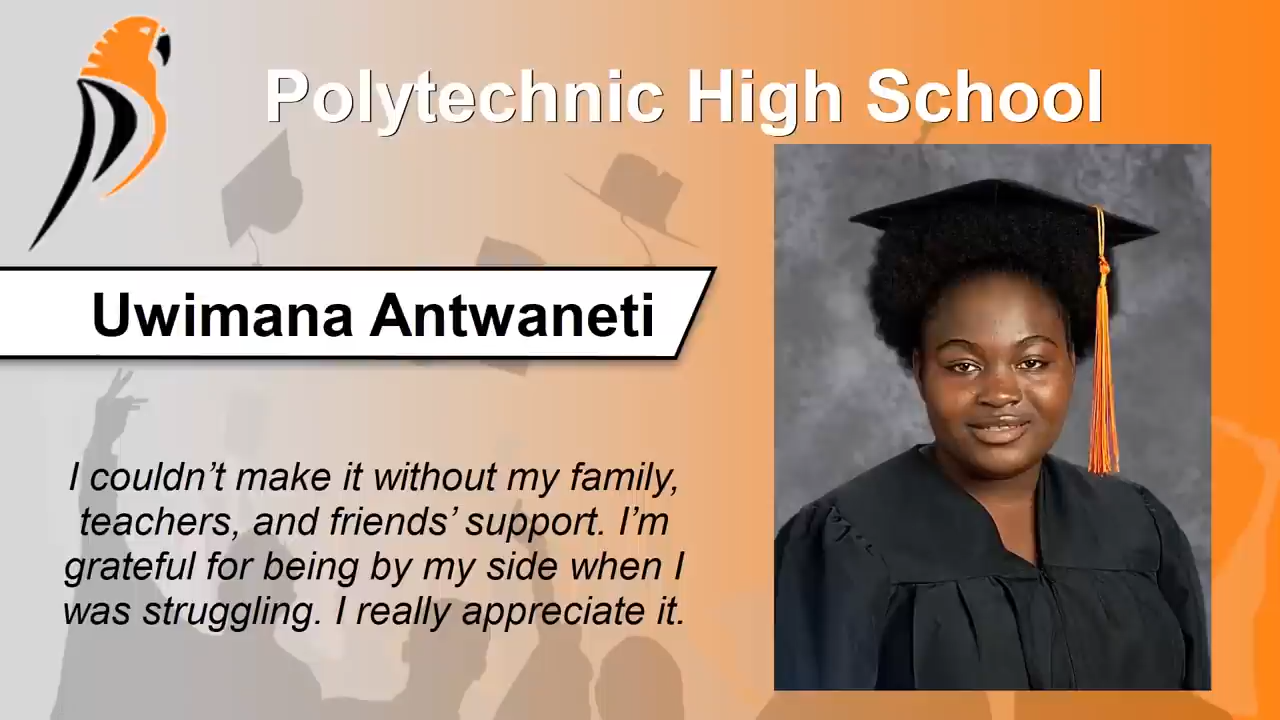 Polytechnic High School
Uwimana Antwaneti
I couldn’t make it without my family,
teachers, and friends’ support. I’m
grateful for being by my side when I
was struggling. I really appreciate it.